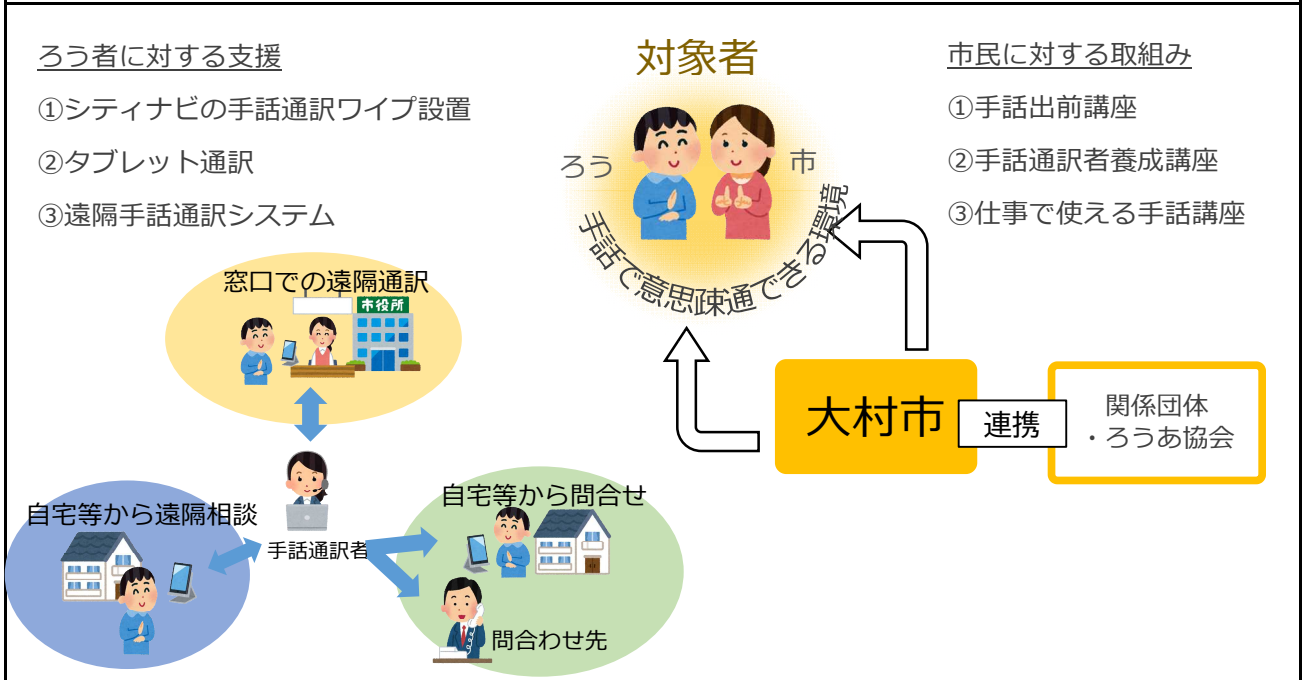 ろう者に対する支援
①シティナビの手話通訳ワイプ設置
②タブレット通訳
③遠隔手話通訳システム
対象者
ろう
市
手話で意思疎通できる環境
市民に対する取組み
①手話出前講座
②手話通訳者養成講座
③仕事で使える手話講座
窓口での遠隔通訳
市役所
大村市
連携
関係団体
・ろうあ協会
自宅等から遠隔相談
手話通訳者
自宅等から問合せ
問合わせ先